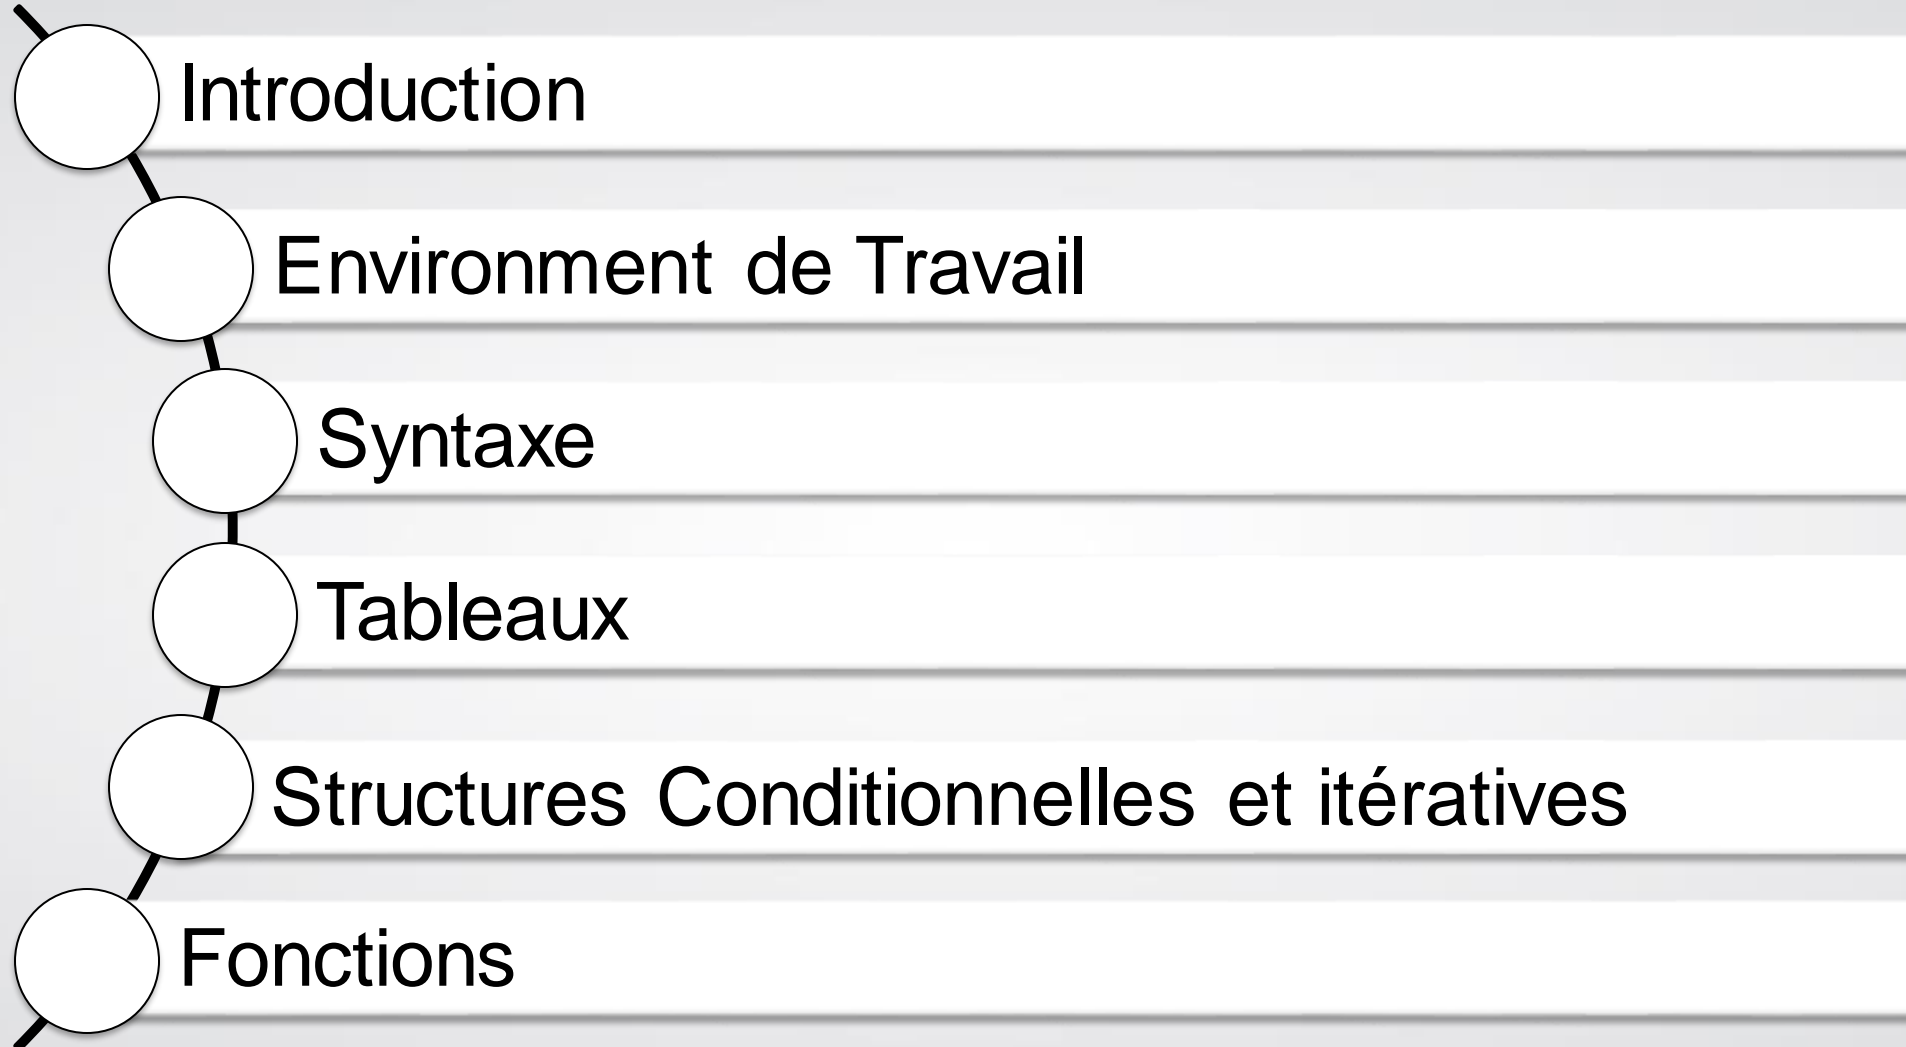 Introduction
Environment de Travail
Syntaxe
Tableaux
Structures Conditionnelles et itératives
Fonctions